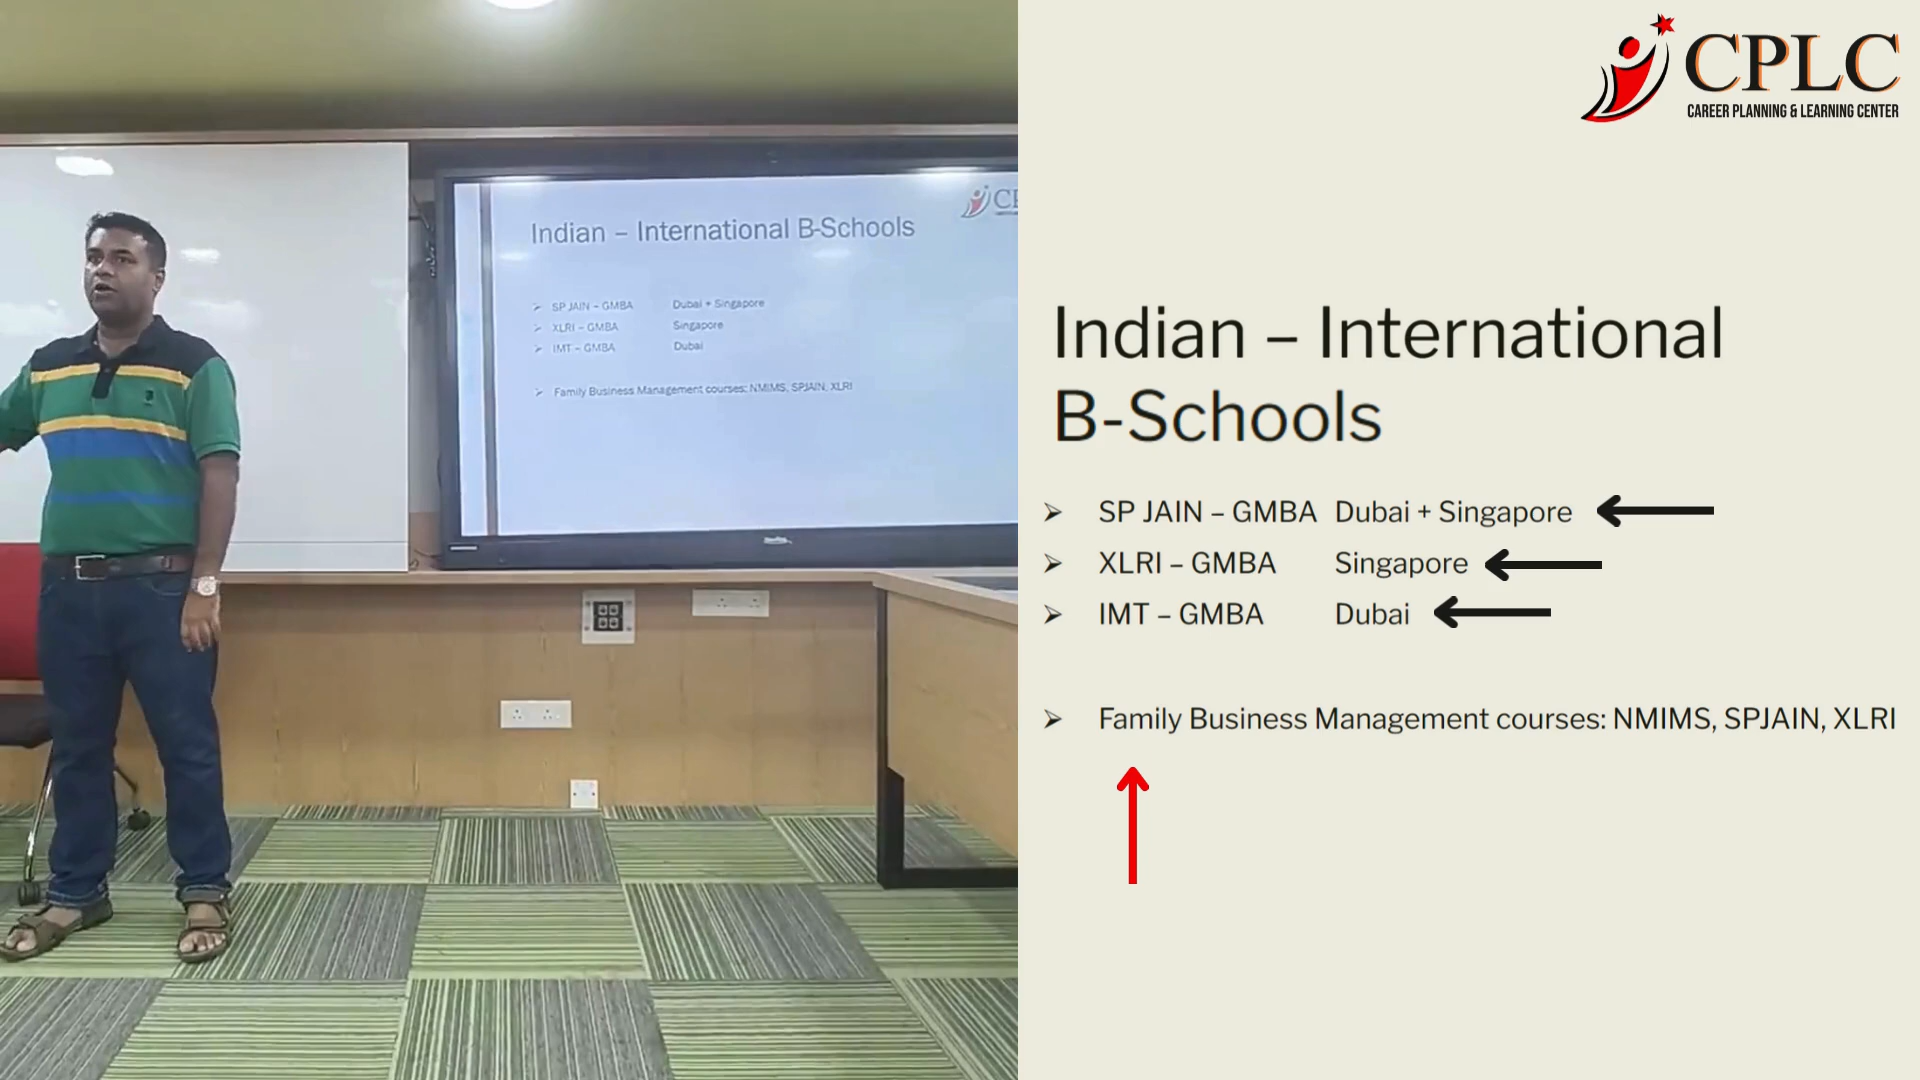 Indian – International B-Schools
SP JAIN – GMBA Dubai + Singapore
XLRI – GMBA Singapore
IMT – GMBA Dubai
Family Business Management courses: NMIMS, SPJAIN, XLRI
CPLC
CAREER PLANNING & LEARNING CENTER
Indian – International
B-Schools
SP JAIN – GMBA Dubai + Singapore
XLRI – GMBA Singapore
IMT – GMBA Dubai
Family Business Management courses: NMIMS, SPJAIN, XLRI